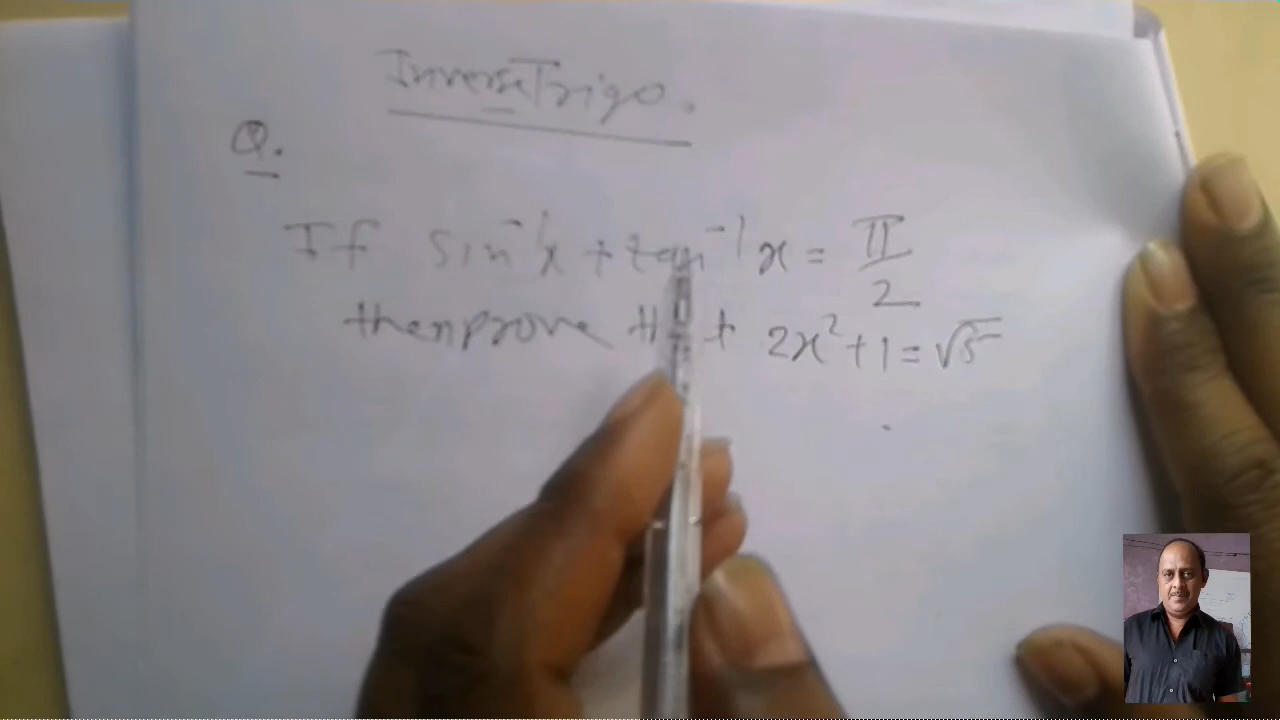 Inverse Trigo.
Q.
If sin⁻¹x + tan⁻¹x = π/2
then prove 2x² + 1 = √5